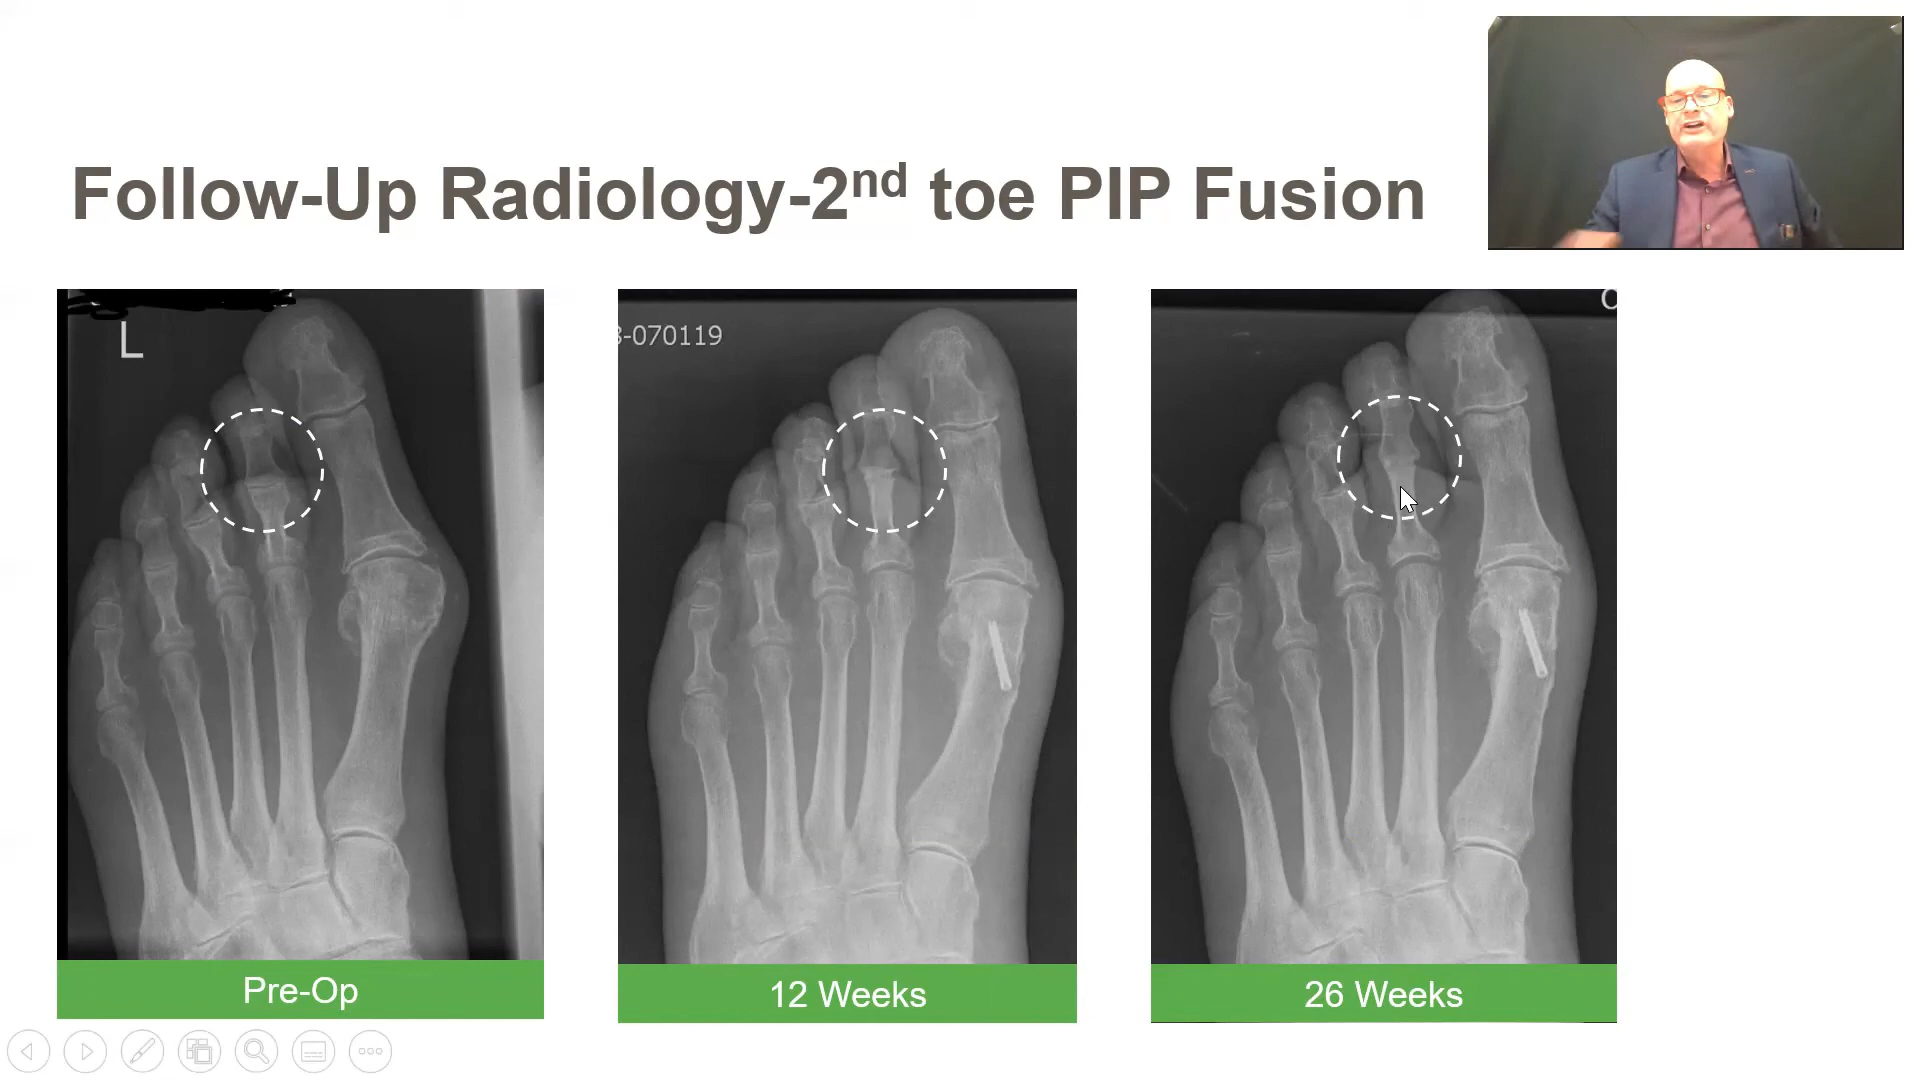 Follow-Up Radiology-2nd toe PIP Fusion
L
-070119
Pre-Op
12 Weeks
26 Weeks